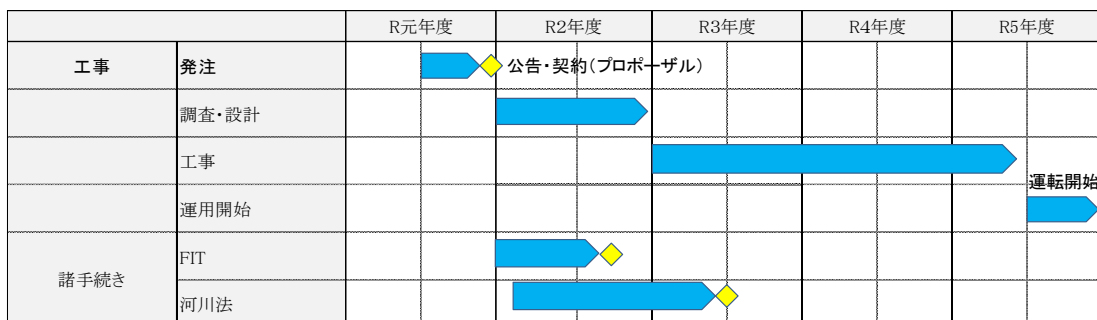 R元年度 R2年度 R3年度 R4年度 R5年度
工事 発注 公告・契約（プロポーザル）
調査・設計
工事
運転開始
運用開始
諸手続き
FIT
河川法